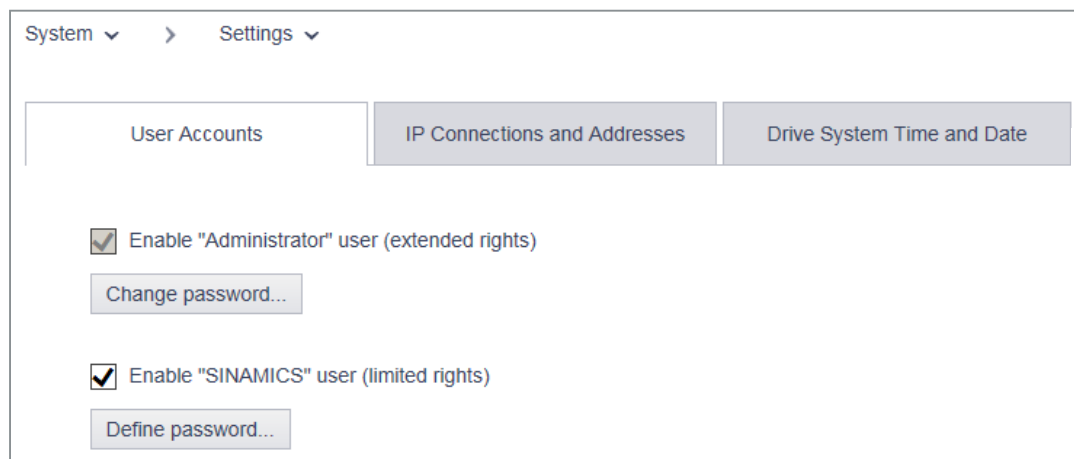 System > Settings
User Accounts IP Connections and Addresses Drive System Time and Date
Enable "Administrator" user (extended rights)
Change password...
Enable "SINAMICS" user (limited rights)
Define password...